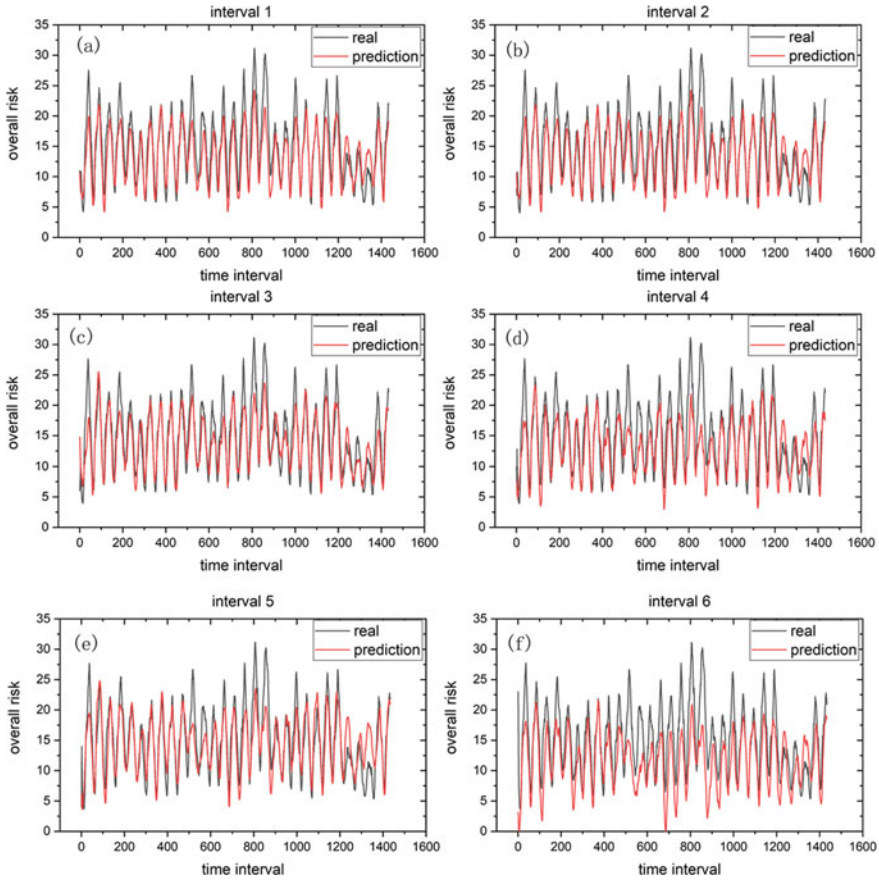 interval 1
(a)
real
prediction
overall risk
35
30
25
20
15
10
5
0
0 200 400 600 800 1000 1200 1400 1600
time interval
interval 2
(b)
real
prediction
overall risk
35
30
25
20
15
10
5
0
0 200 400 600 800 1000 1200 1400 1600
time interval
interval 3
(c)
real
prediction
overall risk
35
30
25
20
15
10
5
0
0 200 400 600 800 1000 1200 1400 1600
time interval
interval 4
(d)
real
prediction
overall risk
35
30
25
20
15
10
5
0
0 200 400 600 800 1000 1200 1400 1600
time interval
interval 5
(e)
real
prediction
overall risk
35
30
25
20
15
10
5
0
0 200 400 600 800 1000 1200 1400 1600
time interval
interval 6
(f)
real
prediction
overall risk
35
30
25
20
15
10
5
0
0 200 400 600 800 1000 1200 1400 1600
time interval